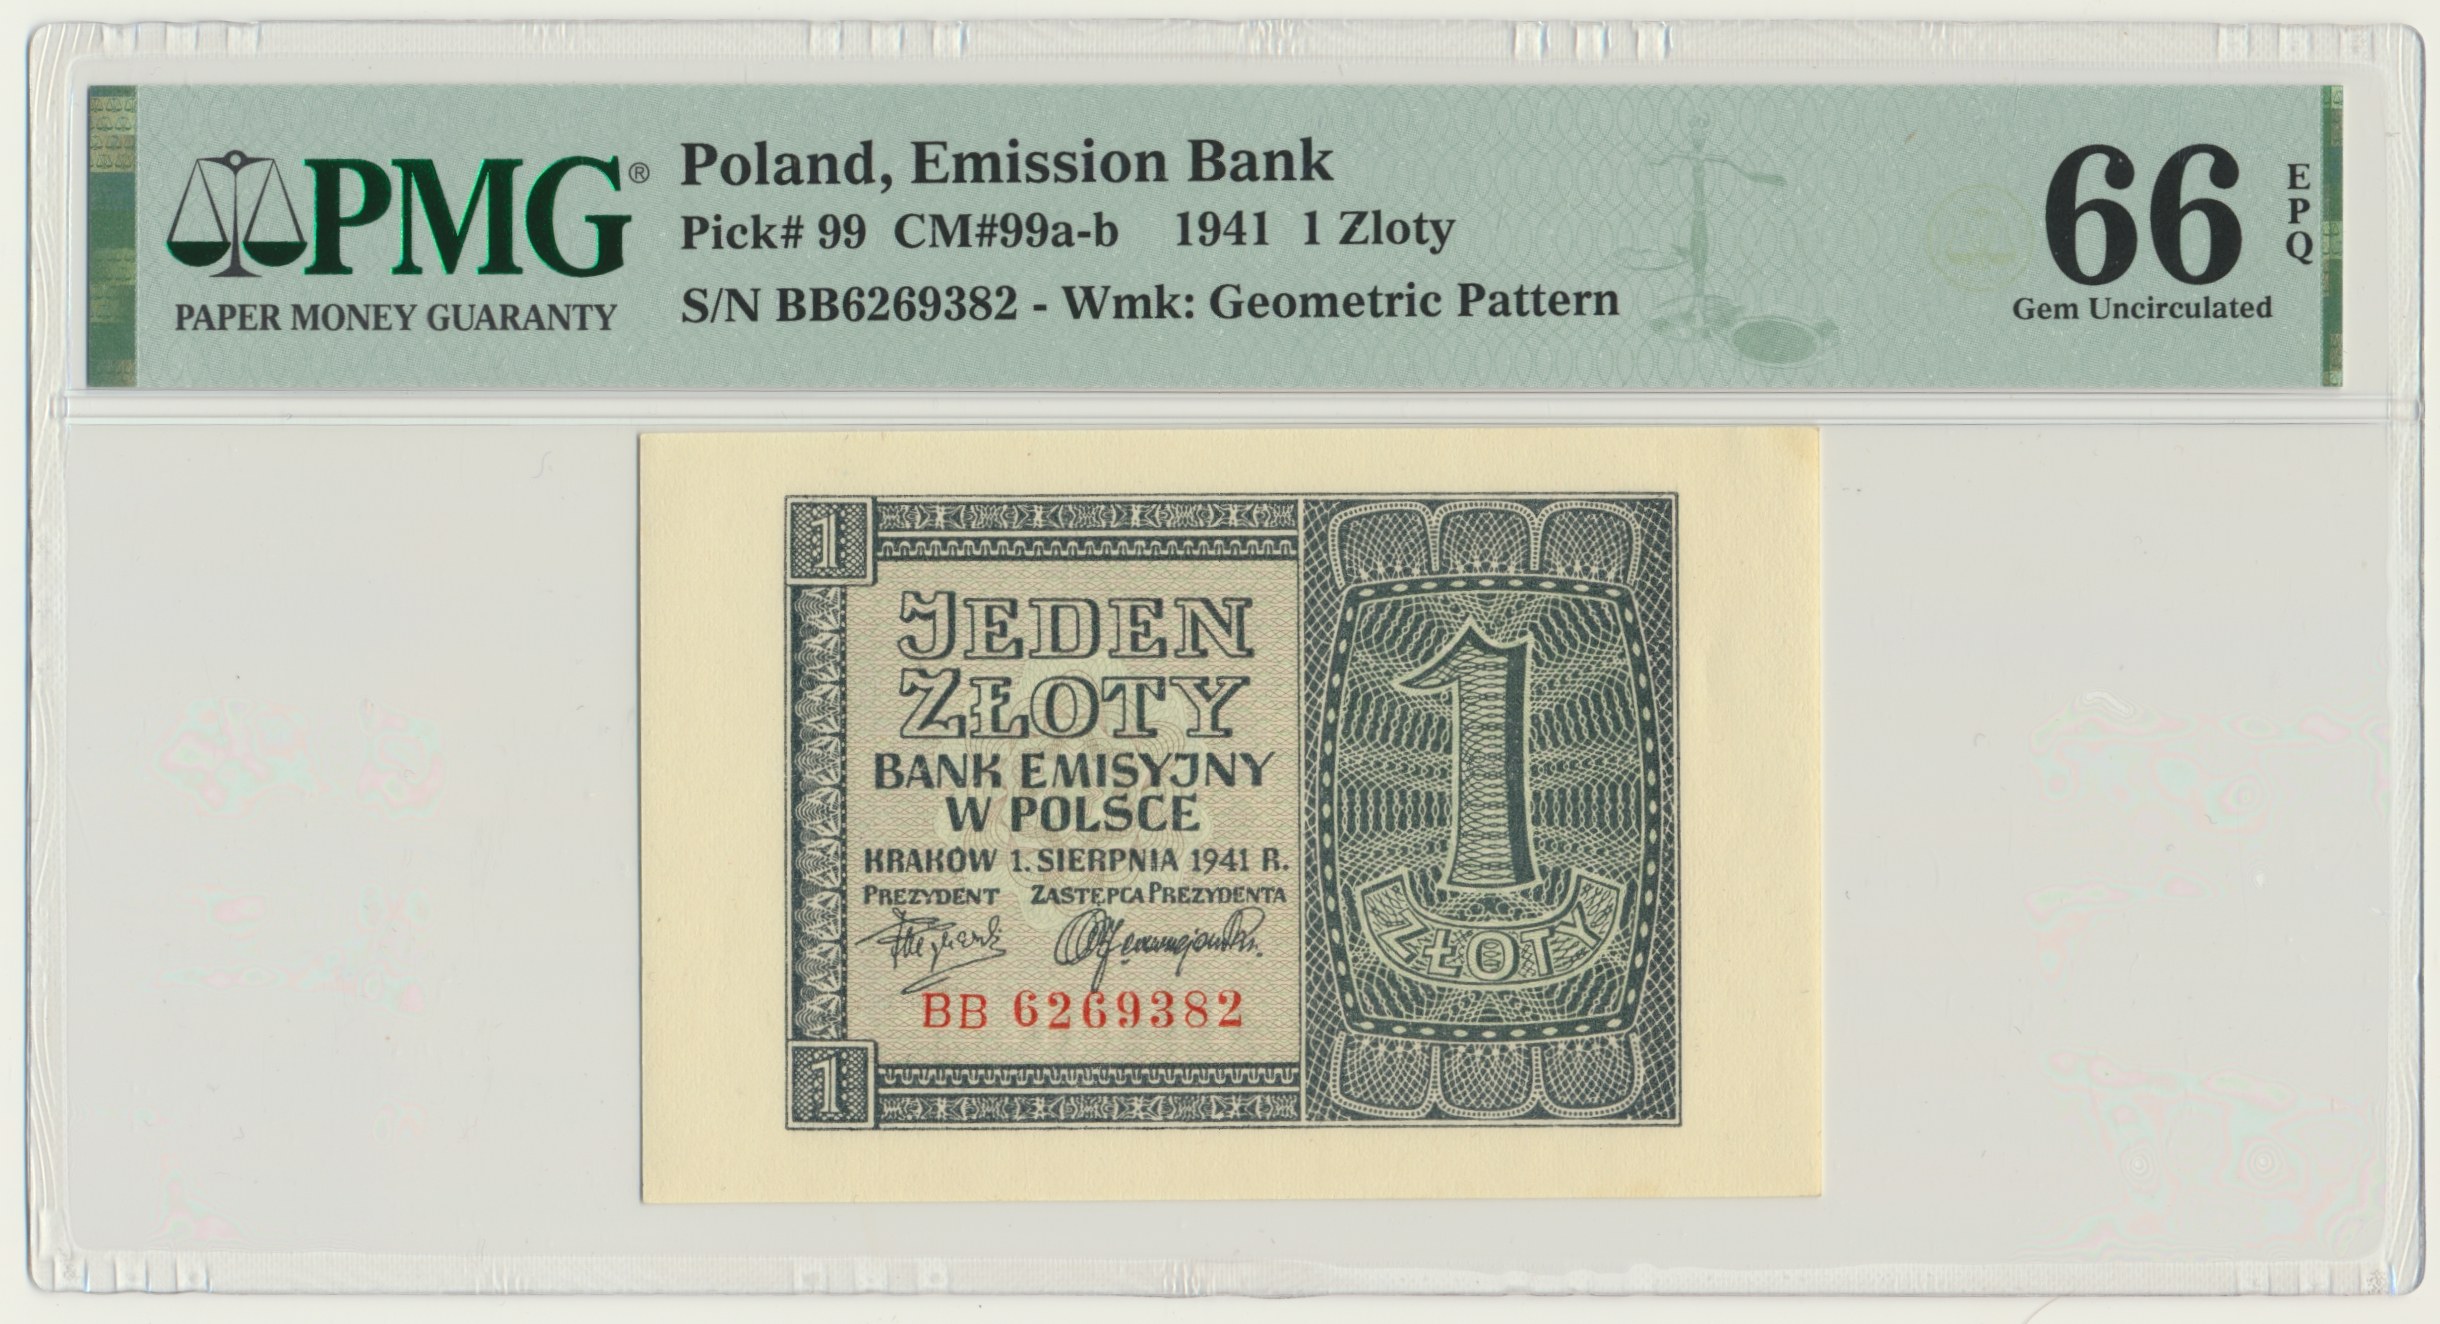 PMG®
PAPER MONEY GUARANTY
Poland, Emission Bank
Pick# 99 CM#99a-b 1941 1 Zloty
S/N BB6269382 - Wmk: Geometric Pattern
66 EPQ
Gem Uncirculated
1
JEDEN
ZŁOTY
BANK EMISYJNY
W POLSCE
KRAKÓW 1. SIERPNIA 1941 R.
PREZYDENT ZASTĘPCA PREZYDENTA
BB 6269382
1
1
ZŁOTY